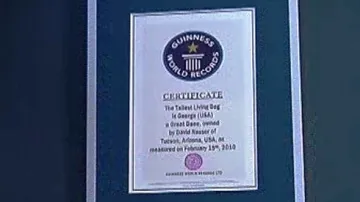 GUINNESS
WORLD RECORDS
CERTIFICATE
The Tallest Living Dog
is George (USA)
a Great Dane, owned
by David Nasser of
Tucson, Arizona, USA, as
measured on February 15th, 2010
GUINNESS WORLD RECORDS LTD